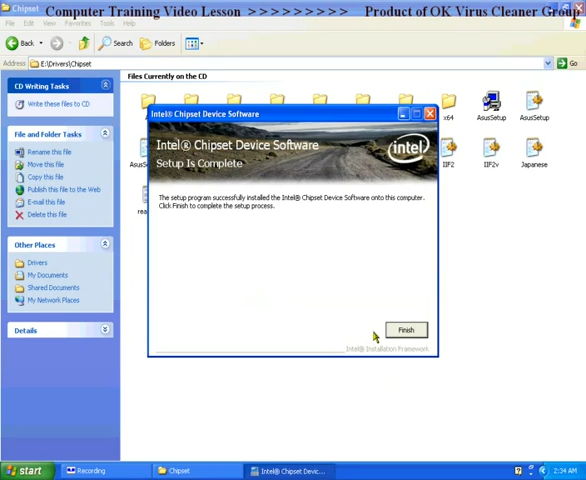 Chipset
Computer Training Video Lesson > > > > > > > > > Product of OK Virus Cleaner Group
File Edit View Favorites Tools Help
Back Search Folders
Address E:\Drivers\Chipset Go
CD Writing Tasks
Write these files to CD
File and Folder Tasks
Rename this file
Move this file
Copy this file
Publish this file to the Web
E-mail this file
Delete this file
Other Places
Drivers
My Documents
Shared Documents
My Network Places
Details
Files Currently on the CD
x64 AsusSetup AsusSetup
IIF2 IIF2v Japanese
Intel® Chipset Device Software
Intel® Chipset Device Software
Setup Is Complete
intel
The setup program successfully installed the Intel® Chipset Device Software onto this computer.
Click Finish to complete the setup process.
Finish
Intel® Installation Framework
start Recording Chipset Intel® Chipset Devic... 2:34 AM